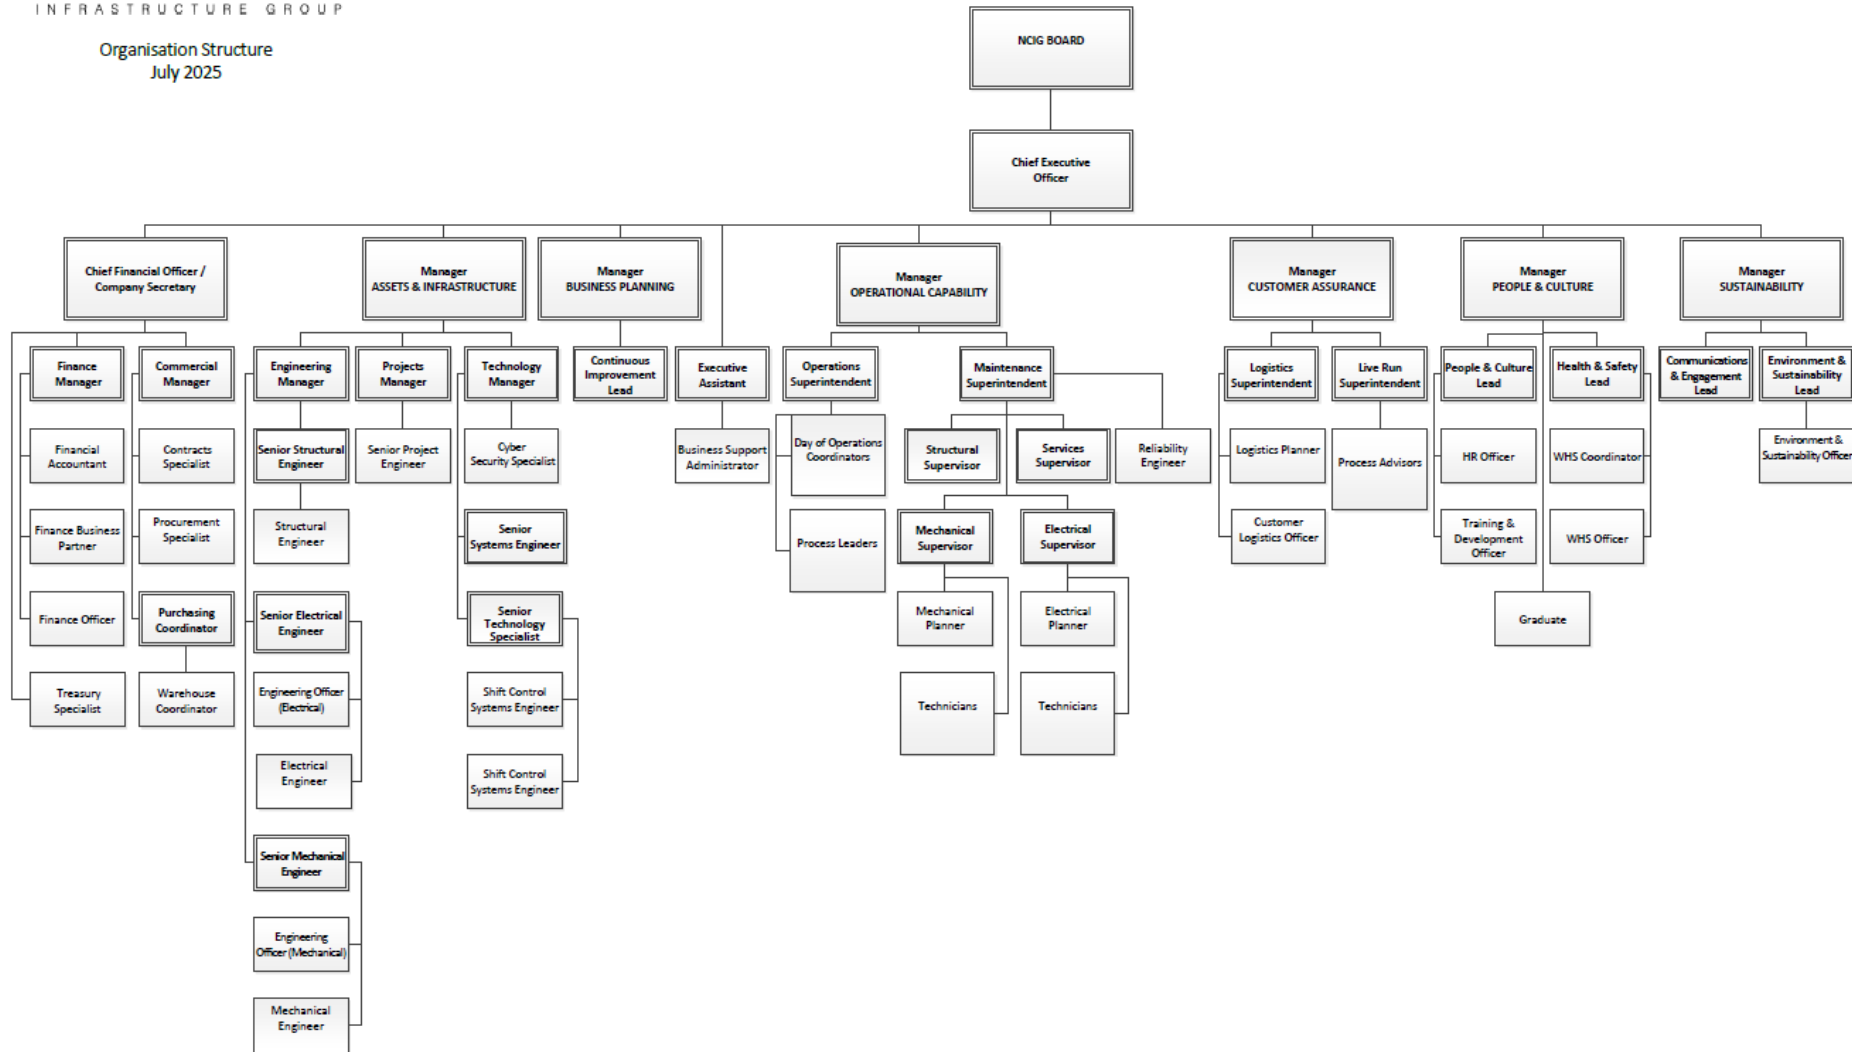 INFRASTRUCTURE GROUP
Organisation Structure
July 2025
NCIG BOARD
Chief Executive
Officer
Chief Financial Officer /
Company Secretary
Manager
ASSETS & INFRASTRUCTURE
Manager
BUSINESS PLANNING
Manager
OPERATIONAL CAPABILITY
Manager
CUSTOMER ASSURANCE
Manager
PEOPLE & CULTURE
Manager
SUSTAINABILITY
Finance
Manager
Commercial
Manager
Engineering
Manager
Projects
Manager
Technology
Manager
Continuous
Improvement
Lead
Executive
Assistant
Operations
Superintendent
Maintenance
Superintendent
Logistics
Superintendent
Live Run
Superintendent
People & Culture
Lead
Health & Safety
Lead
Communications
& Engagement
Lead
Environment &
Sustainability
Lead
Financial
Accountant
Contracts
Specialist
Senior Structural
Engineer
Senior Project
Engineer
Cyber
Security Specialist
Business Support
Administrator
Day of Operations
Coordinators
Structural
Supervisor
Services
Supervisor
Reliability
Engineer
Logistics Planner
Process Advisors
HR Officer
WHS Coordinator
Environment &
Sustainability Officer
Finance Business
Partner
Procurement
Specialist
Structural
Engineer
Senior
Systems Engineer
Process Leaders
Mechanical
Supervisor
Electrical
Supervisor
Customer
Logistics Officer
Training &
Development
Officer
WHS Officer
Finance Officer
Purchasing
Coordinator
Senior Electrical
Engineer
Senior
Technology
Specialist
Mechanical
Planner
Electrical
Planner
Graduate
Treasury
Specialist
Warehouse
Coordinator
Engineering Officer
(Electrical)
Shift Control
Systems Engineer
Technicians
Technicians
Electrical
Engineer
Shift Control
Systems Engineer
Senior Mechanical
Engineer
Engineering
Officer (Mechanical)
Mechanical
Engineer